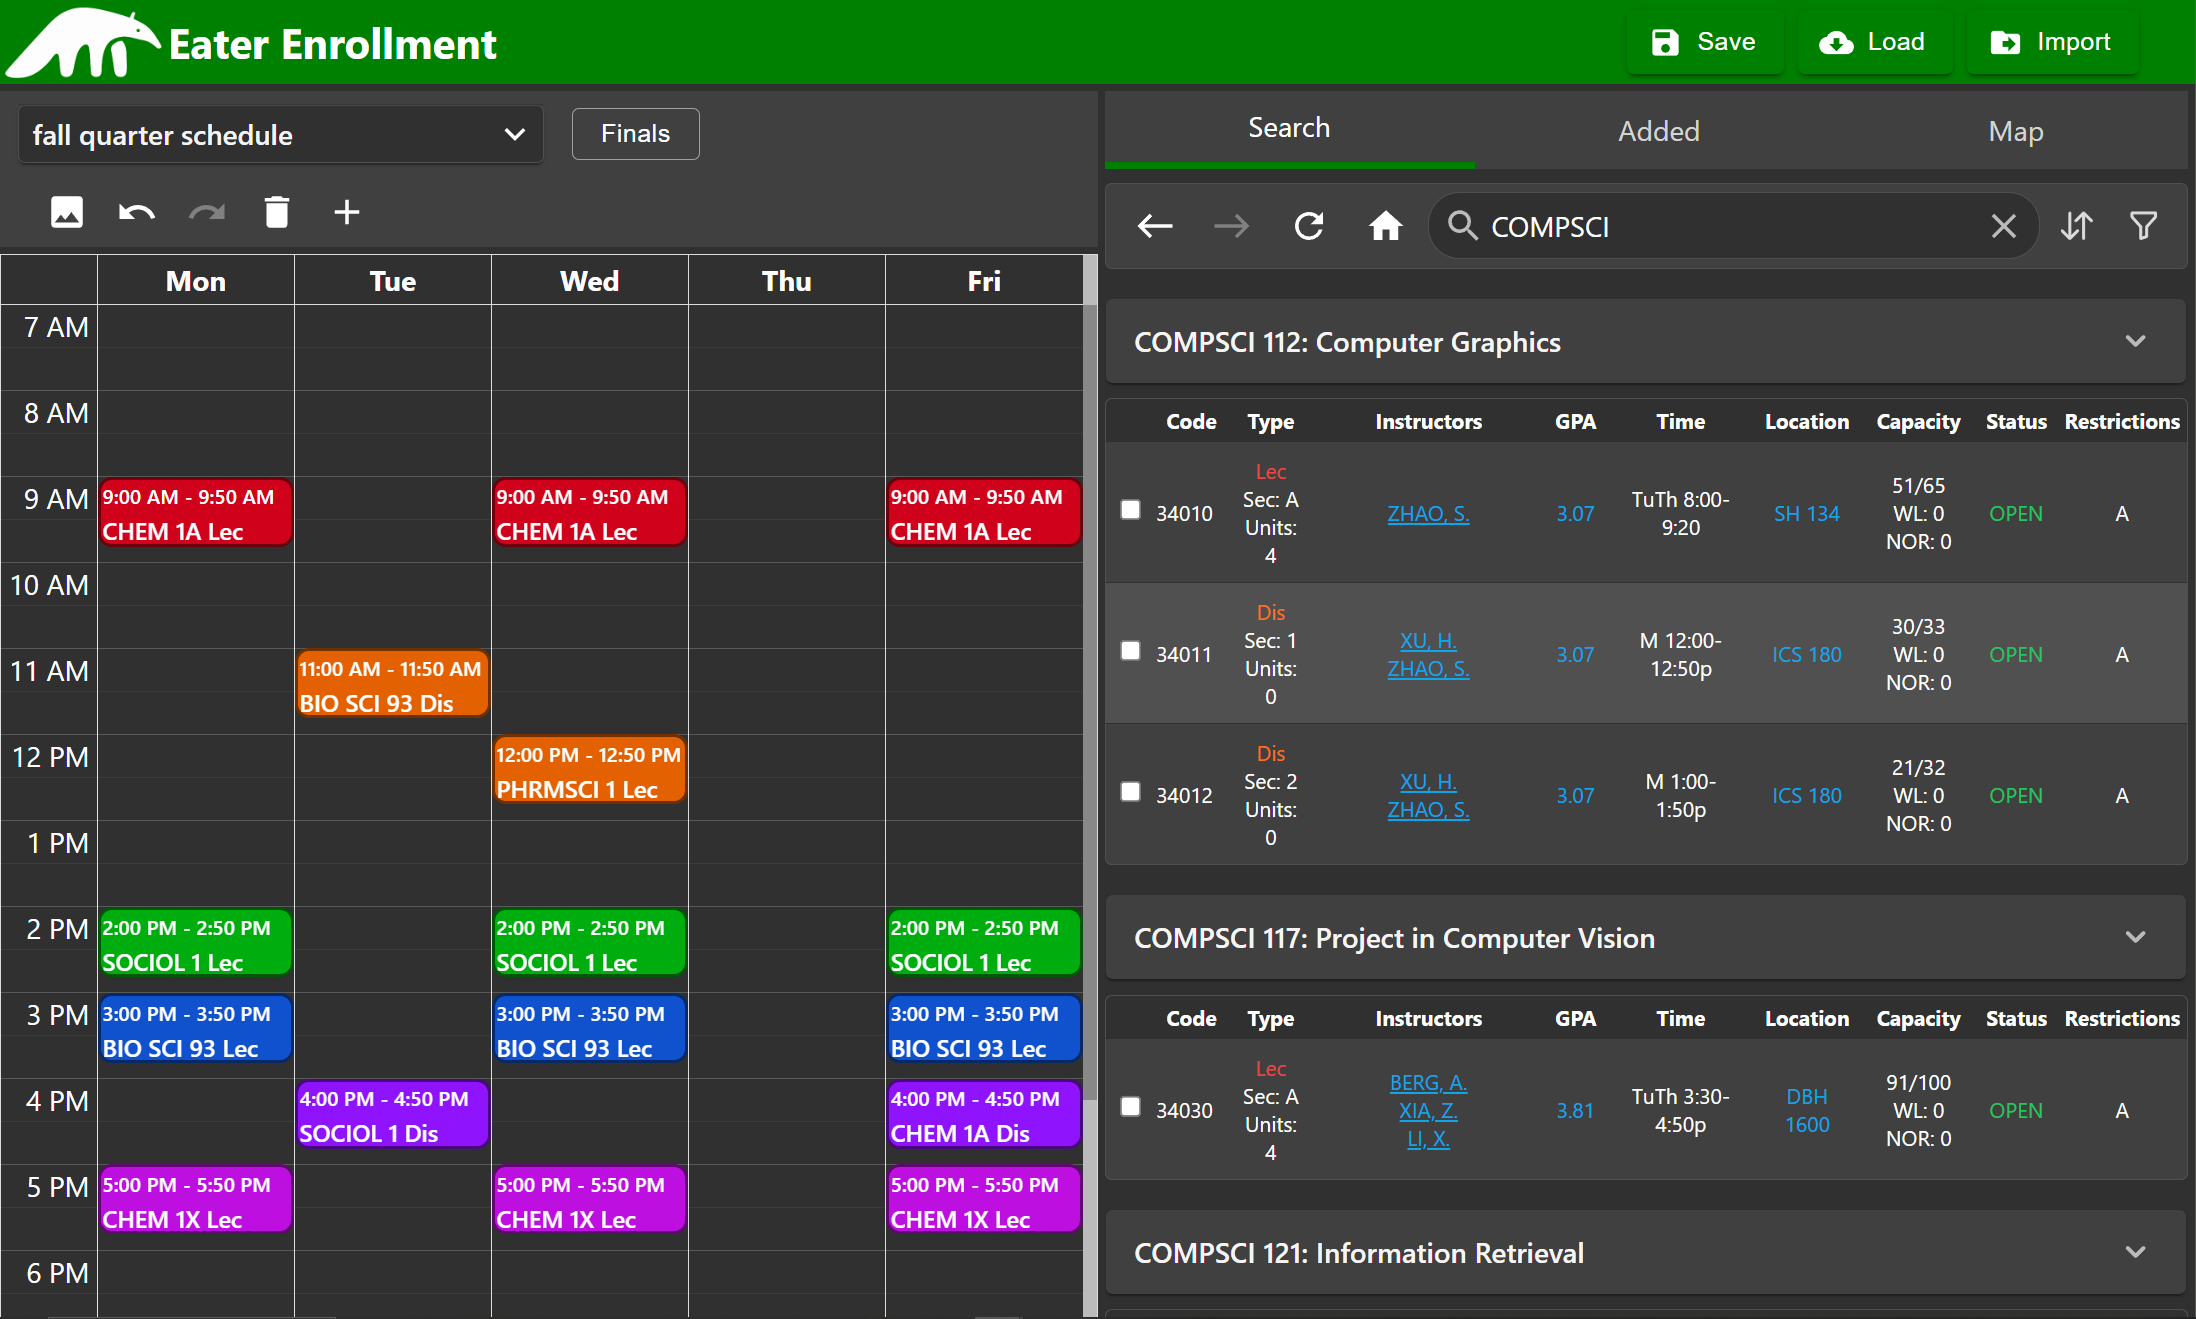 Eater Enrollment
Save
Load
Import
fall quarter schedule
Finals
Mon Tue Wed Thu Fri
7 AM
8 AM
9 AM
9:00 AM - 9:50 AM
CHEM 1A Lec
9:00 AM - 9:50 AM
CHEM 1A Lec
9:00 AM - 9:50 AM
CHEM 1A Lec
10 AM
11 AM
11:00 AM - 11:50 AM
BIO SCI 93 Dis
12 PM
12:00 PM - 12:50 PM
PHRMSCI 1 Lec
1 PM
2 PM
2:00 PM - 2:50 PM
SOCIOL 1 Lec
2:00 PM - 2:50 PM
SOCIOL 1 Lec
2:00 PM - 2:50 PM
SOCIOL 1 Lec
3 PM
3:00 PM - 3:50 PM
BIO SCI 93 Lec
3:00 PM - 3:50 PM
BIO SCI 93 Lec
3:00 PM - 3:50 PM
BIO SCI 93 Lec
4 PM
4:00 PM - 4:50 PM
SOCIOL 1 Dis
4:00 PM - 4:50 PM
CHEM 1A Dis
5 PM
5:00 PM - 5:50 PM
CHEM 1X Lec
5:00 PM - 5:50 PM
CHEM 1X Lec
5:00 PM - 5:50 PM
CHEM 1X Lec
6 PM
Search
Added
Map
COMPSCI
COMPSCI 112: Computer Graphics
Code Type Instructors GPA Time Location Capacity Status Restrictions
34010
Lec
Sec: A
Units:
4
ZHAO, S.
3.07
TuTh 8:00-
9:20
SH 134
51/65
WL: 0
NOR: 0
OPEN
A
34011
Dis
Sec: 1
Units:
0
XU, H.
ZHAO, S.
3.07
M 12:00-
12:50p
ICS 180
30/33
WL: 0
NOR: 0
OPEN
A
34012
Dis
Sec: 2
Units:
0
XU, H.
ZHAO, S.
3.07
M 1:00-
1:50p
ICS 180
21/32
WL: 0
NOR: 0
OPEN
A
COMPSCI 117: Project in Computer Vision
Code Type Instructors GPA Time Location Capacity Status Restrictions
34030
Lec
Sec: A
Units:
4
BERG, A.
XIA, Z.
LI, X.
3.81
TuTh 3:30-
4:50p
DBH
1600
91/100
WL: 0
NOR: 0
OPEN
A
COMPSCI 121: Information Retrieval